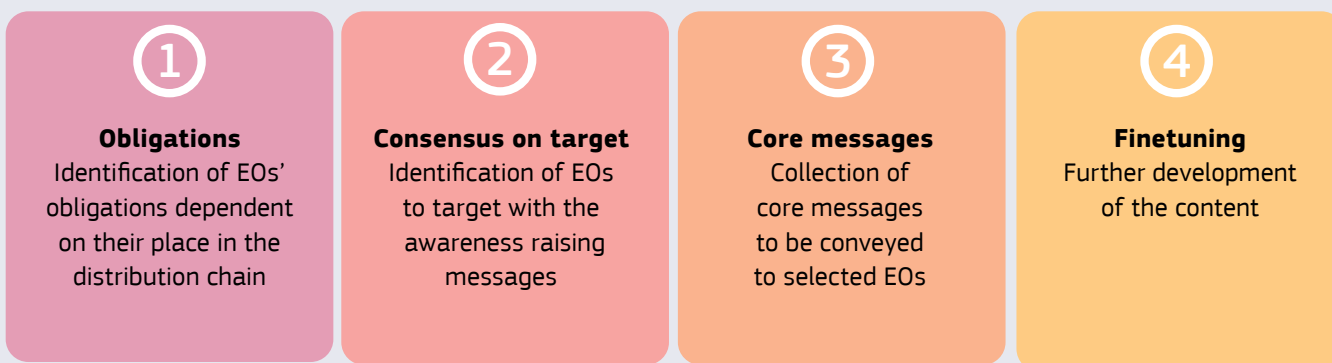 1
Obligations
Identification of EOs’
obligations dependent
on their place in the
distribution chain
2
Consensus on target
Identification of EOs
to target with the
awareness raising
messages
3
Core messages
Collection of
core messages
to be conveyed
to selected EOs
4
Finetuning
Further development
of the content